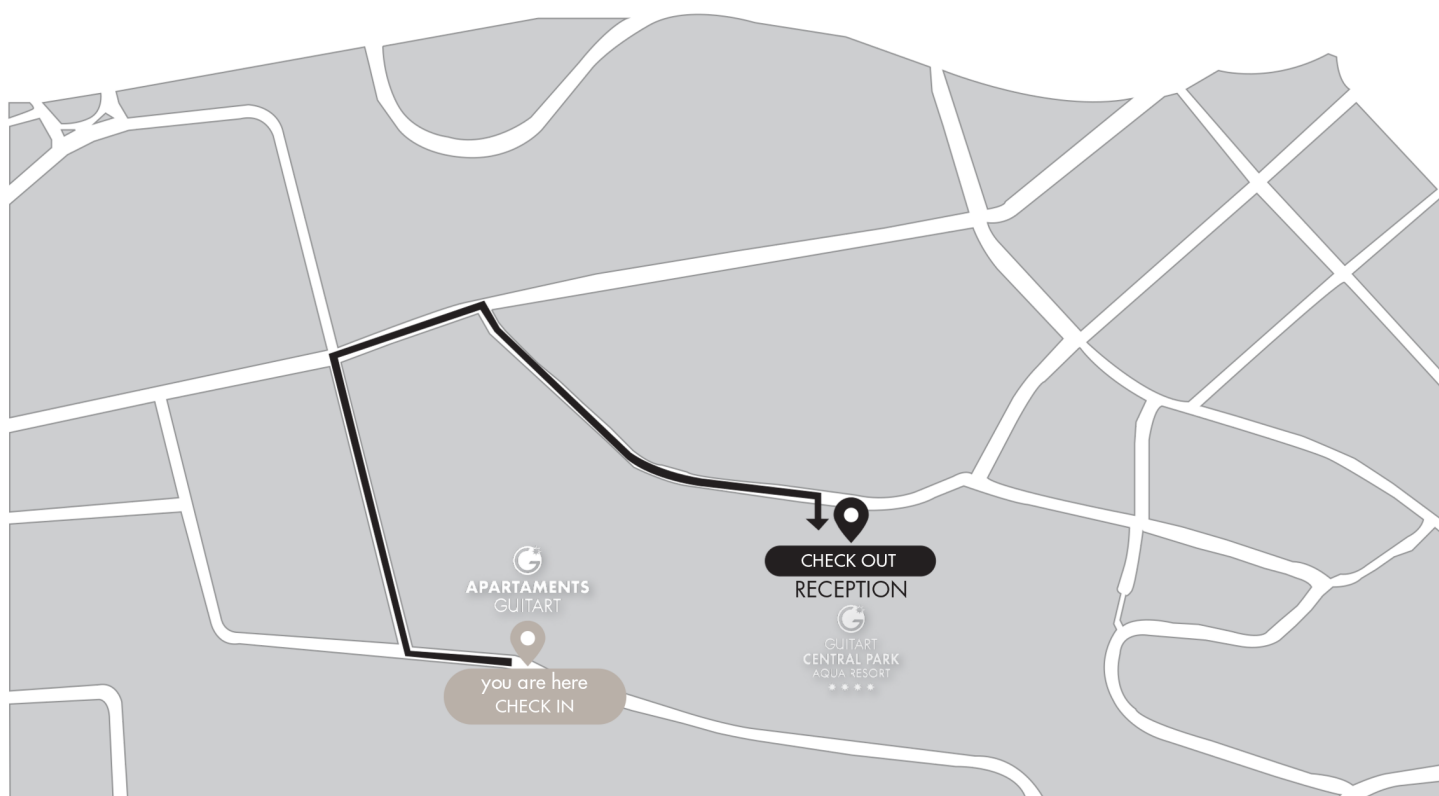 CHECK OUT
RECEPTION
APARTAMENTS
GUITART
GUITART
CENTRAL PARK
AQUA RESORT
you are here
CHECK IN